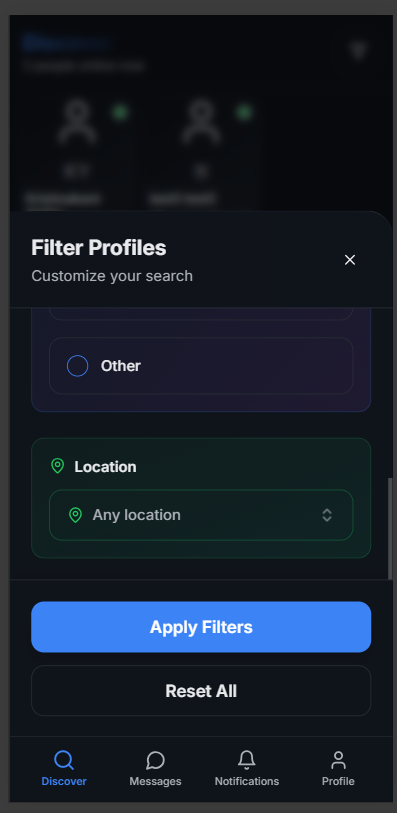 Filter Profiles
Customize your search
Other
Location
Any location
Apply Filters
Reset All
Discover
Messages
Notifications
Profile